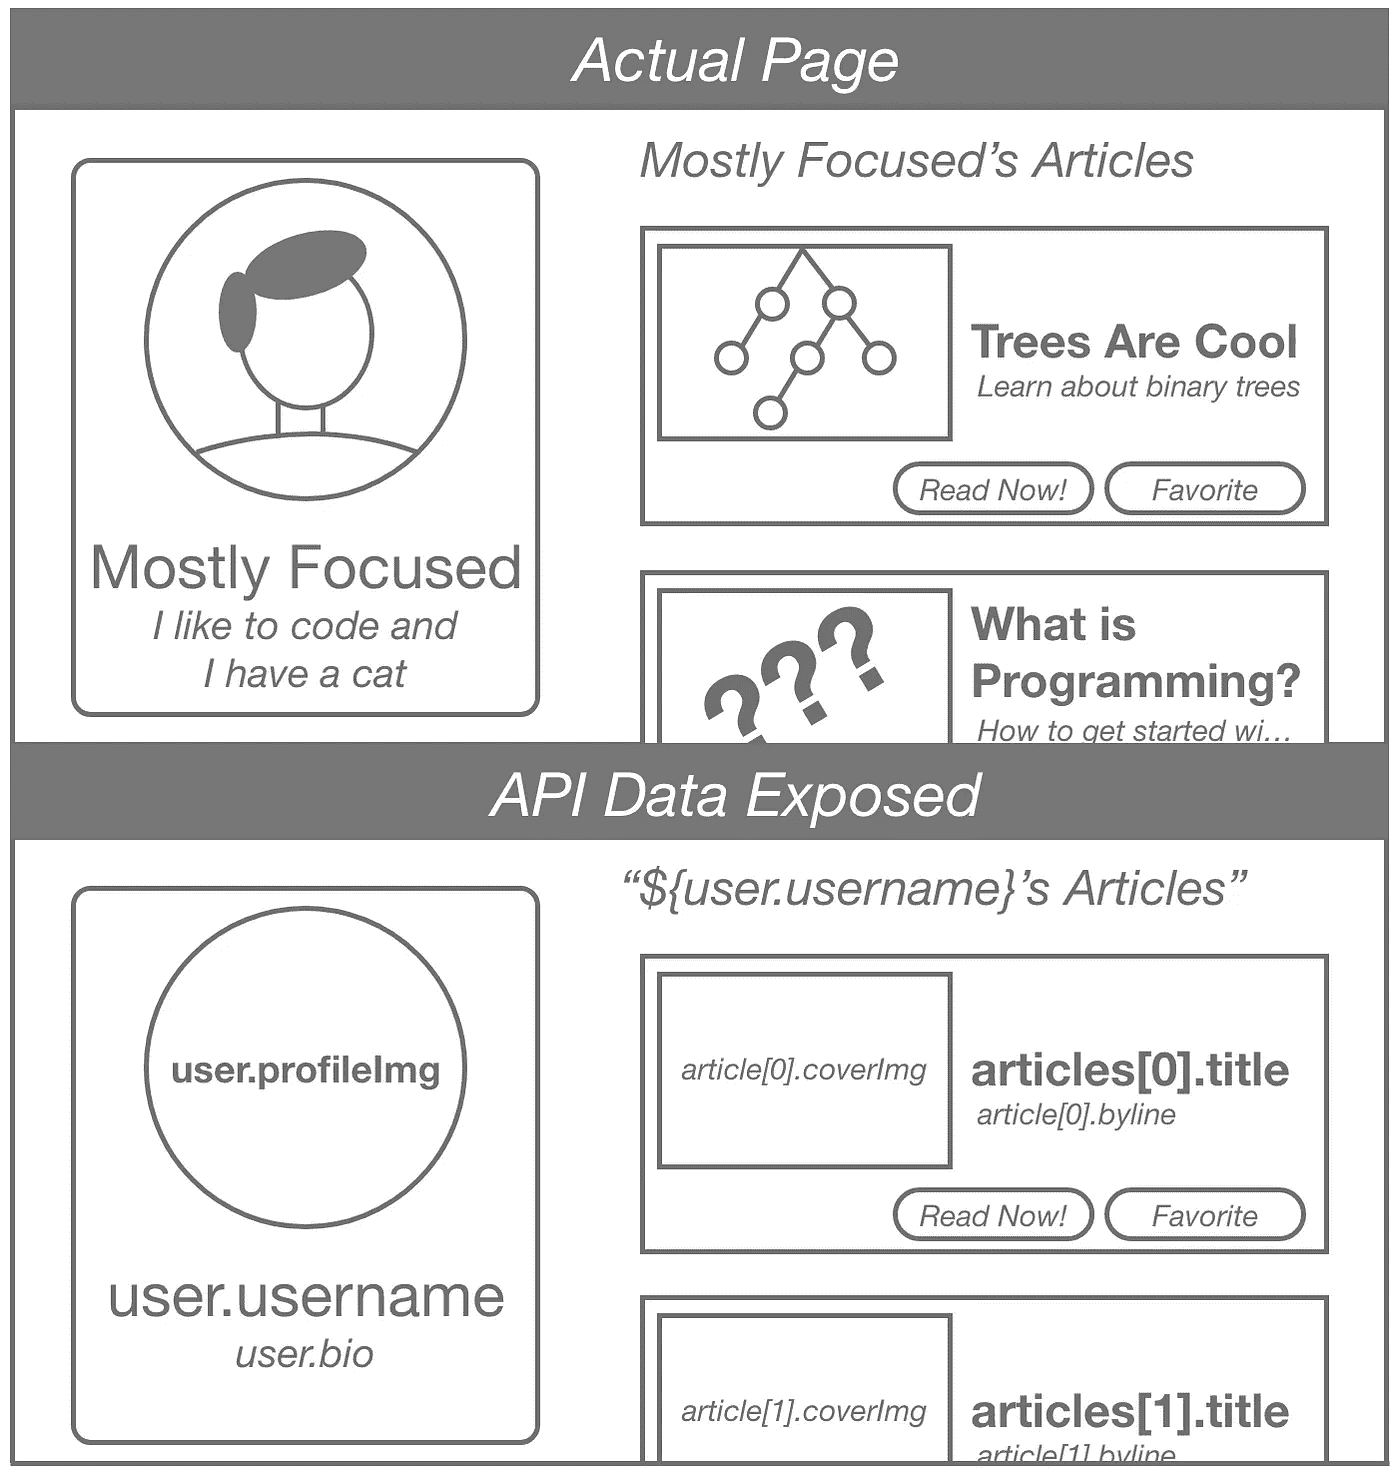 Actual Page
Mostly Focused
I like to code and
I have a cat
Mostly Focused’s Articles
Trees Are Cool
Learn about binary trees
Read Now!
Favorite
???
What is
Programming?
How to get started wi...
API Data Exposed
user.profileImg
user.username
user.bio
“${user.username}’s Articles”
article[0].coverImg
articles[0].title
article[0].byline
Read Now!
Favorite
article[1].coverImg
articles[1].title
article[1].byline